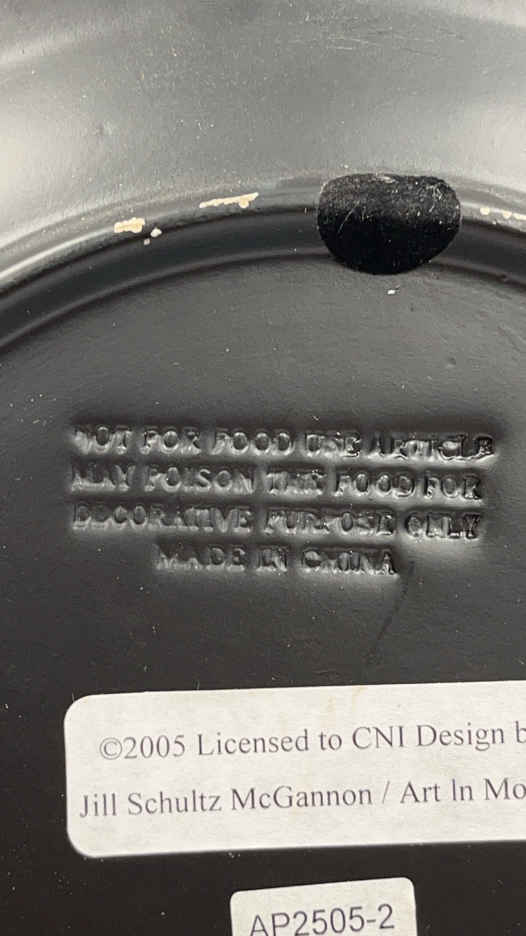 NOT FOR FOOD USE ARTICLE
MAY POISON THE FOOD FOR
DECORATIVE PURPOSE ONLY
MADE IN CHINA
©2005 Licensed to CNI Design b
Jill Schultz McGannon / Art In Mo
AP2505-2